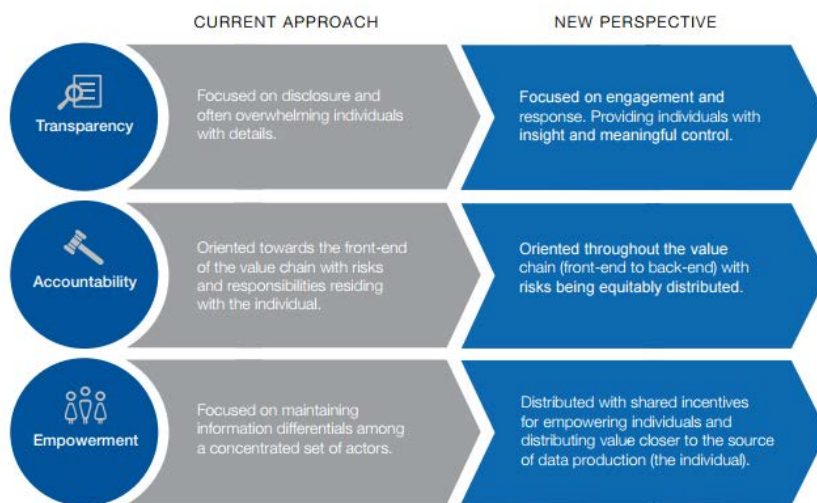 CURRENT APPROACH
NEW PERSPECTIVE
Transparency
Focused on disclosure and
often overwhelming individuals
with details.
Focused on engagement and
response. Providing individuals with
insight and meaningful control.
Accountability
Oriented towards the front-end
of the value chain with risks
and responsibilities residing
with the individual.
Oriented throughout the value
chain (front-end to back-end) with
risks being equitably distributed.
Empowerment
Focused on maintaining
information differentials among
a concentrated set of actors.
Distributed with shared incentives
for empowering individuals and
distributing value closer to the source
of data production (the individual).